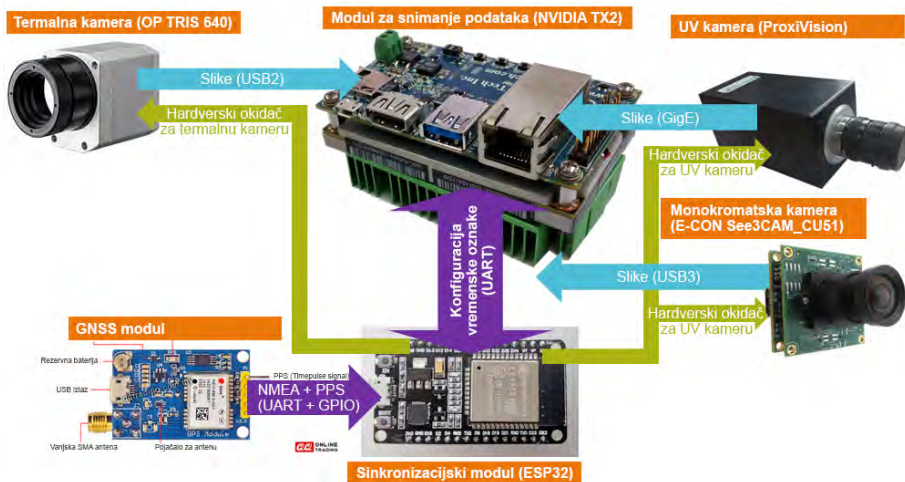 Termalna kamera (OP TRIS 640)
Modul za snimanje podataka (NVIDIA TX2)
UV kamera (ProxiVision)
Slike (USB2)
Hardverski okidač
za termalnu kameru
Slike (GigE)
Hardverski okidač
za UV kameru
Monokromatska kamera
(E-CON See3CAM_CU51)
Konfiguracija
vremenske oznake
(UART)
Slike (USB3)
Hardverski okidač
za UV kameru
GNSS modul
Rezervna baterija
USB izlaz
Vanjska SMA antena
Pojačalo za antenu
PPS (Timepulse signal)
NMEA + PPS
(UART + GPIO)
ONLINE
TRADING
Sinkronizacijski modul (ESP32)